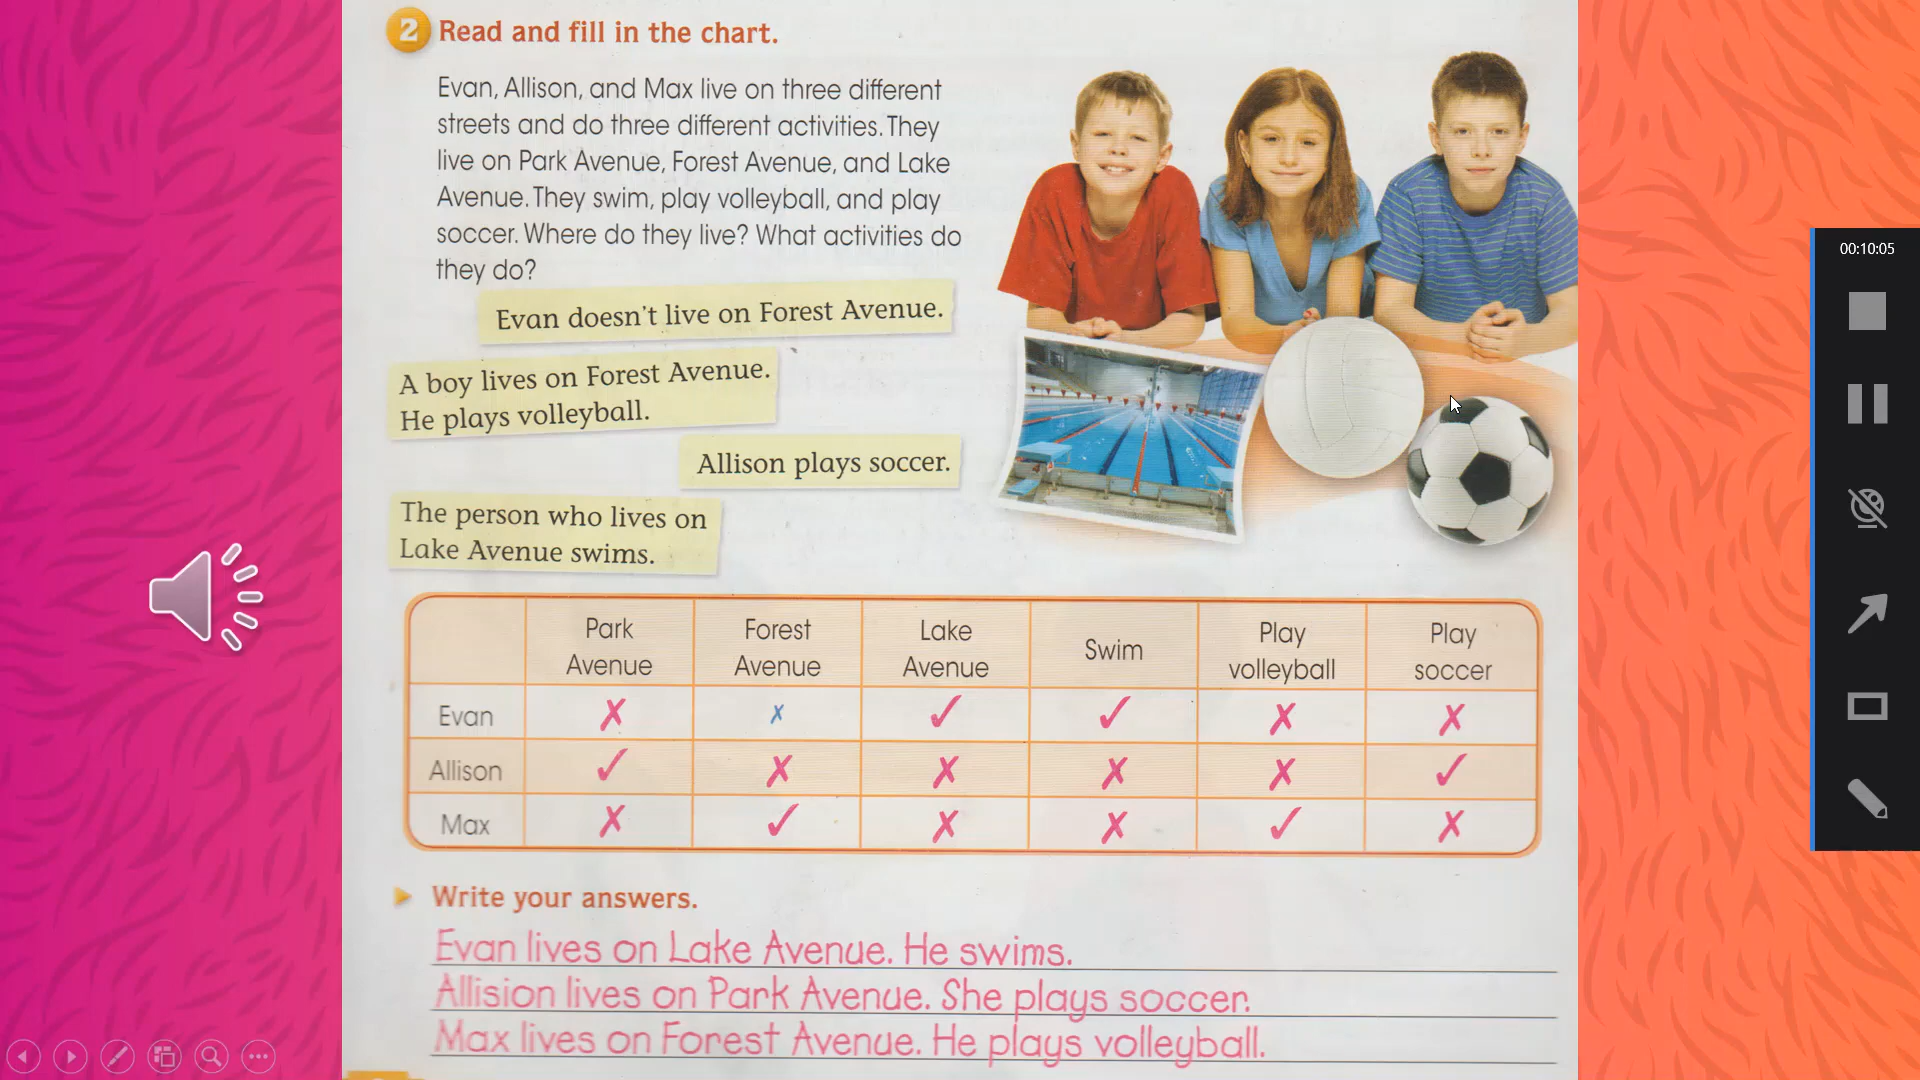 2 Read and fill in the chart.
Evan, Allison, and Max live on three different
streets and do three different activities. They
live on Park Avenue, Forest Avenue, and Lake
Avenue. They swim, play volleyball, and play
soccer. Where do they live? What activities do
they do?
Evan doesn't live on Forest Avenue.
A boy lives on Forest Avenue.
He plays volleyball.
Allison plays soccer.
The person who lives on
Lake Avenue swims.
Park Avenue Forest Avenue Lake Avenue Swim Play volleyball Play soccer
Evan ✗ ✗ ✓ ✓ ✗ ✗
Allison ✓ ✗ ✗ ✗ ✗ ✓
Max ✗ ✓ ✗ ✗ ✓ ✗
Write your answers.
Evan lives on Lake Avenue. He swims.
Allision lives on Park Avenue. She plays soccer.
Max lives on Forest Avenue. He plays volleyball.
00:10:05